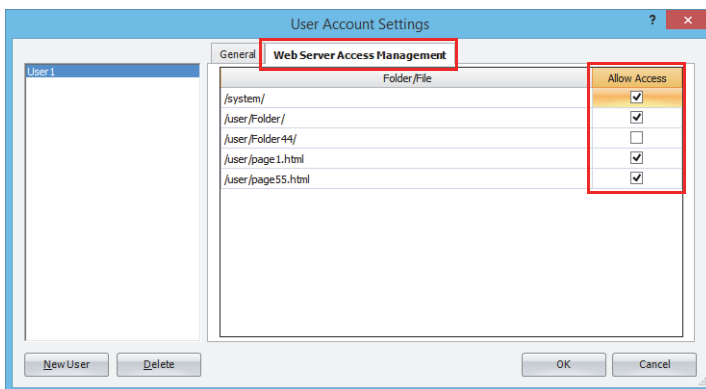 User Account Settings
? ×
General Web Server Access Management
User1
Folder/File Allow Access
/system/
/user/Folder/
/user/Folder44/
/user/page1.html
/user/page55.html
New User Delete OK Cancel